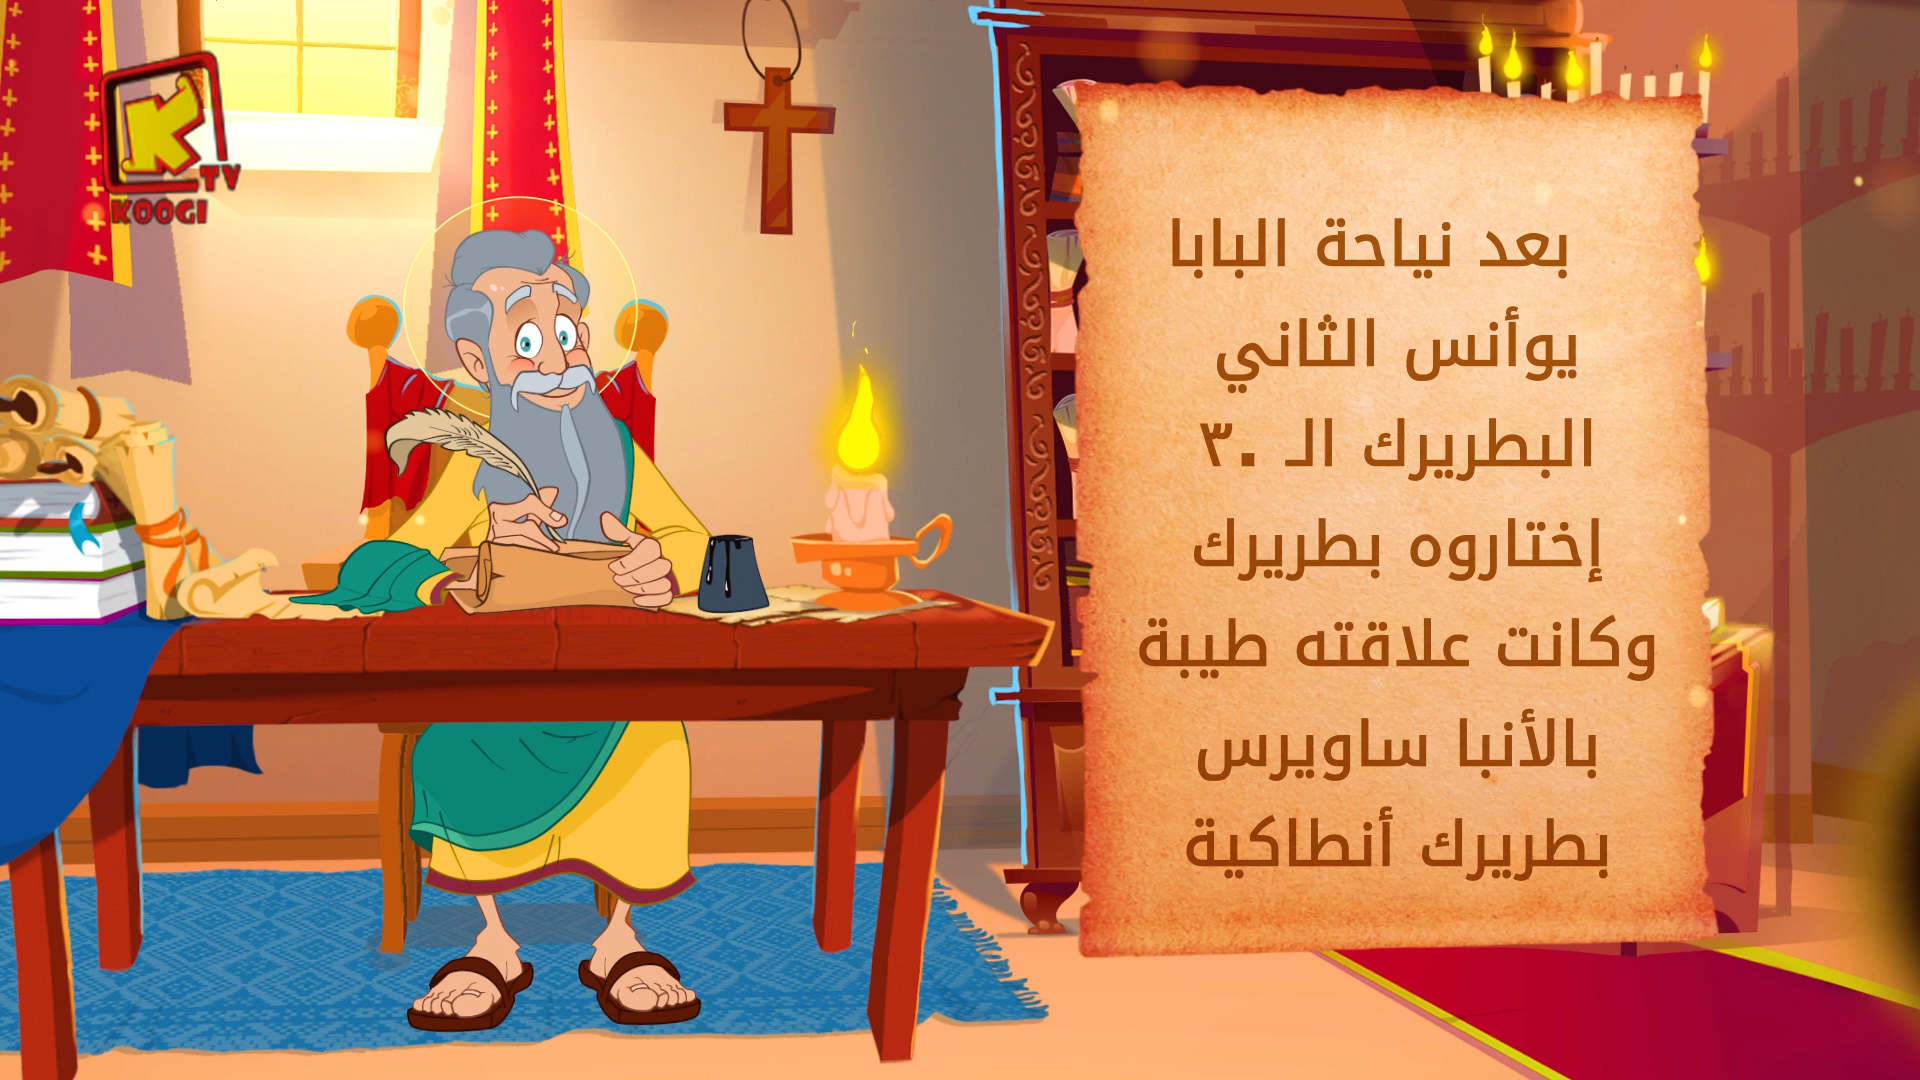 K
TV
KOOGI
بعد نياحة البابا
يوأنس الثاني
البطريرك الـ ٣٠
إختاروه بطريرك
وكانت علاقته طيبة
بالأنبا ساويرس
بطريرك أنطاكية